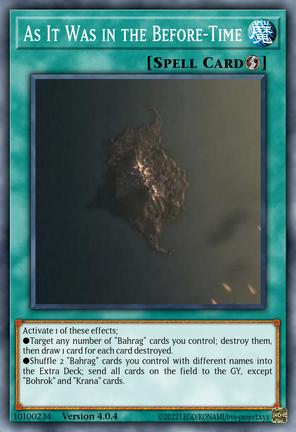 As It Was in the Before-Time
魔
[Spell Card]
Activate 1 of these effects;
●Target any number of "Bahrag" cards you control; destroy them,
then draw 1 card for each card destroyed.
●Shuffle 2 "Bahrag" cards you control with different names into
the Extra Deck; send all cards on the field to the GY, except
"Bohrok" and "Krana" cards.
10100234 Version 4.0.4 ©2022LEGO/KONAMI/bye-project.xyz